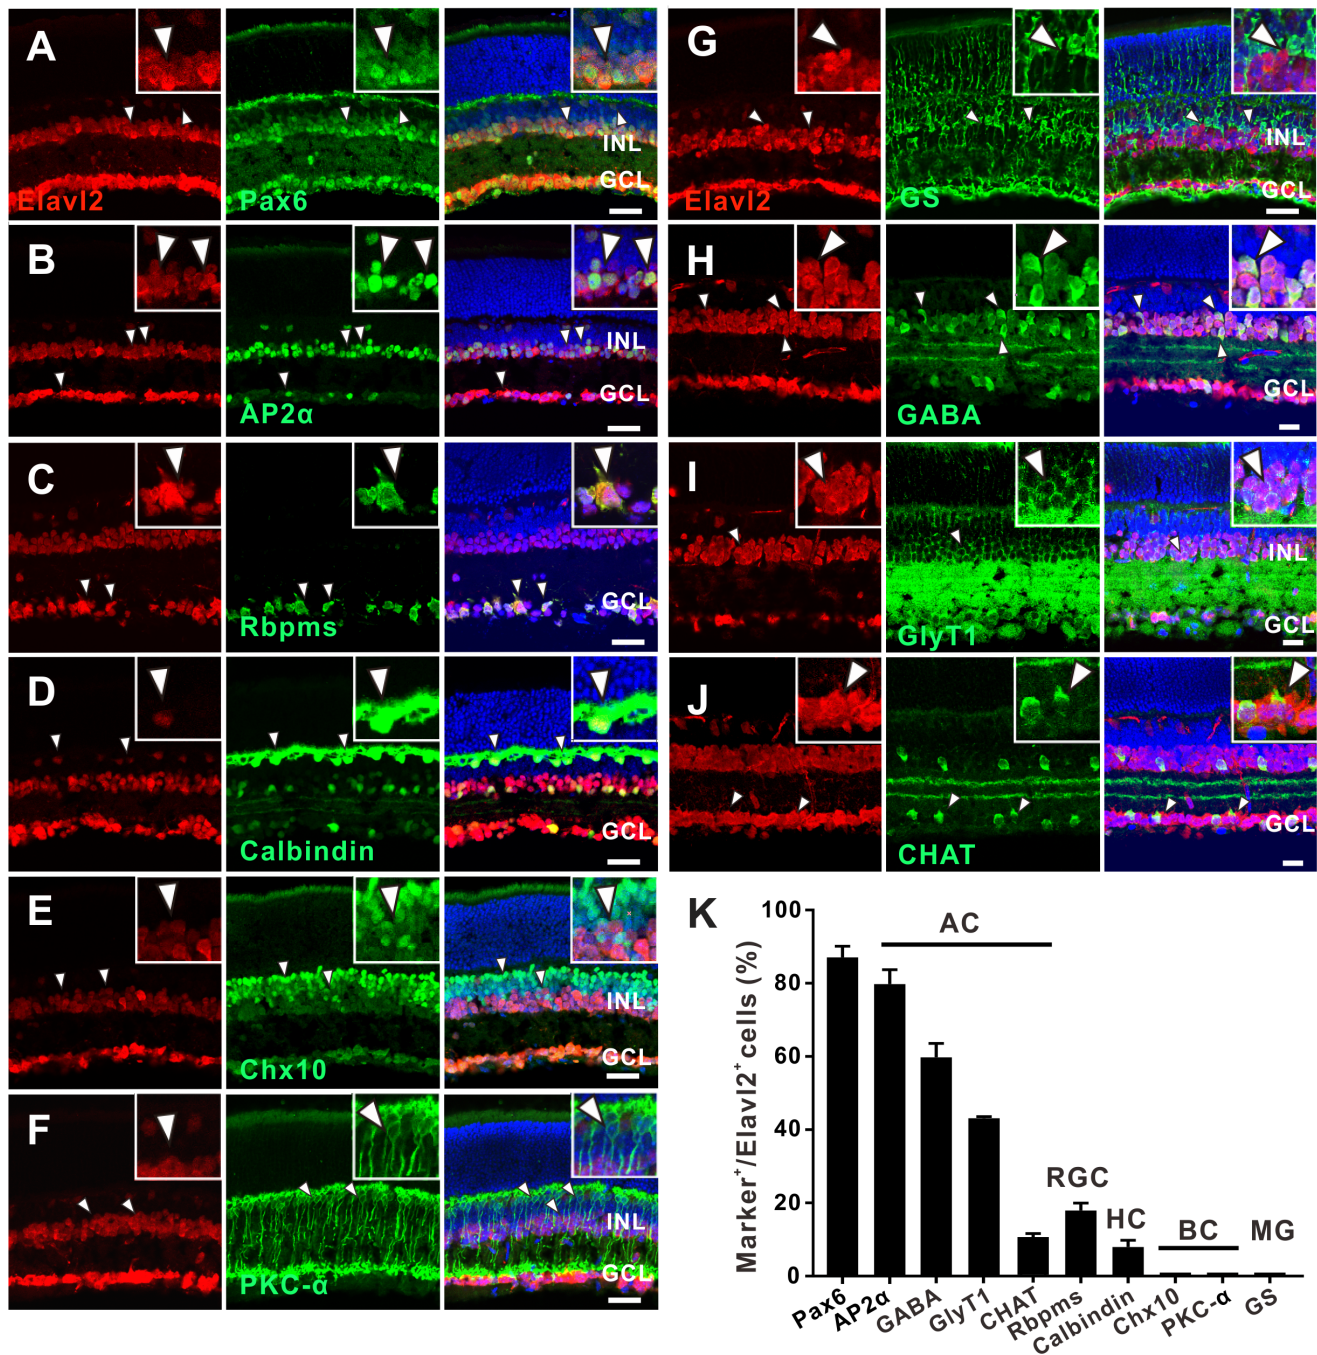 A
Elavl2
Pax6
INL
GCL
B
AP2α
INL
GCL
C
Rbpms
GCL
D
Calbindin
GCL
E
Chx10
INL
GCL
F
PKC-α
INL
GCL
G
Elavl2
GS
INL
GCL
H
GABA
GCL
I
GlyT1
INL
GCL
J
CHAT
GCL
K
Marker⁺/Elavl2⁺ cells (%)
100
80
60
40
20
0
AC
RGC
HC
BC
MG
Pax6
AP2α
GABA
GlyT1
CHAT
Rbpms
Calbindin
Chx10
PKC-α
GS